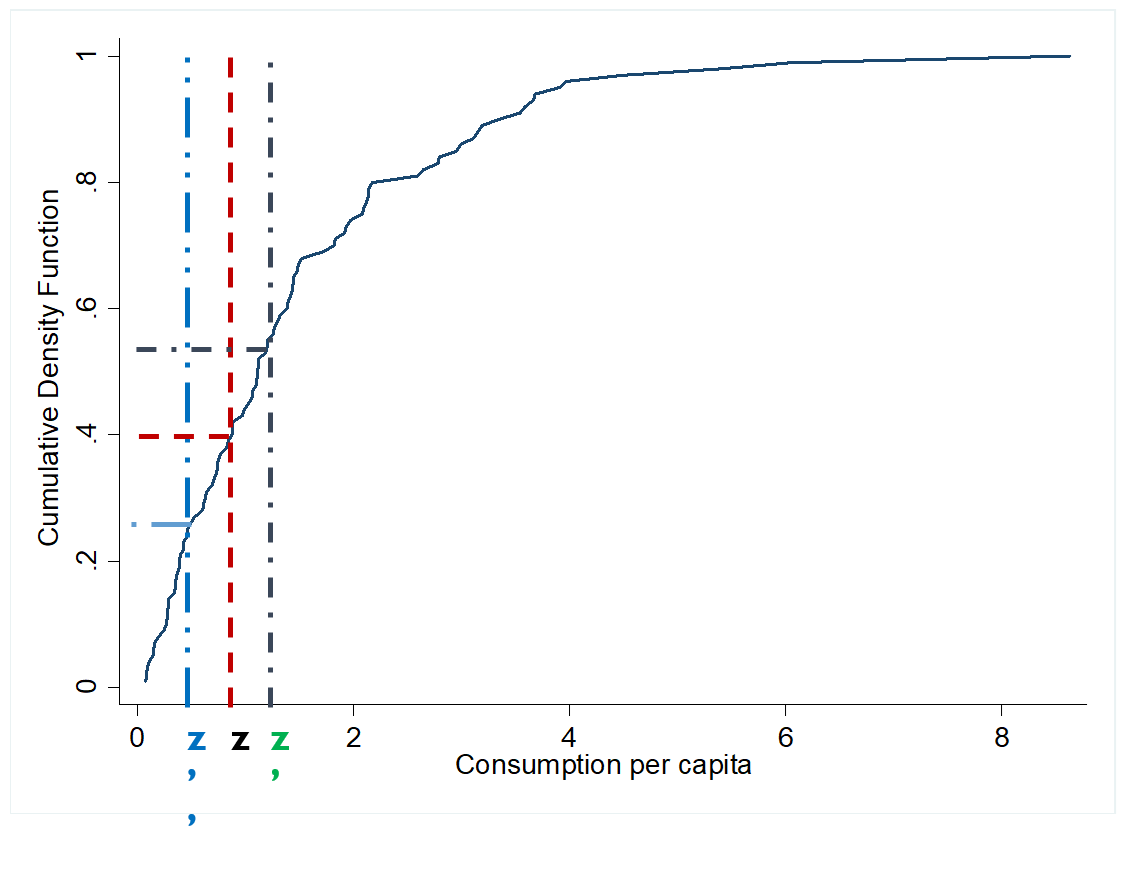 1
.8
.6
.4
.2
0
Cumulative Density Function
0 2 4 6 8
z z z
, ,
,
Consumption per capita